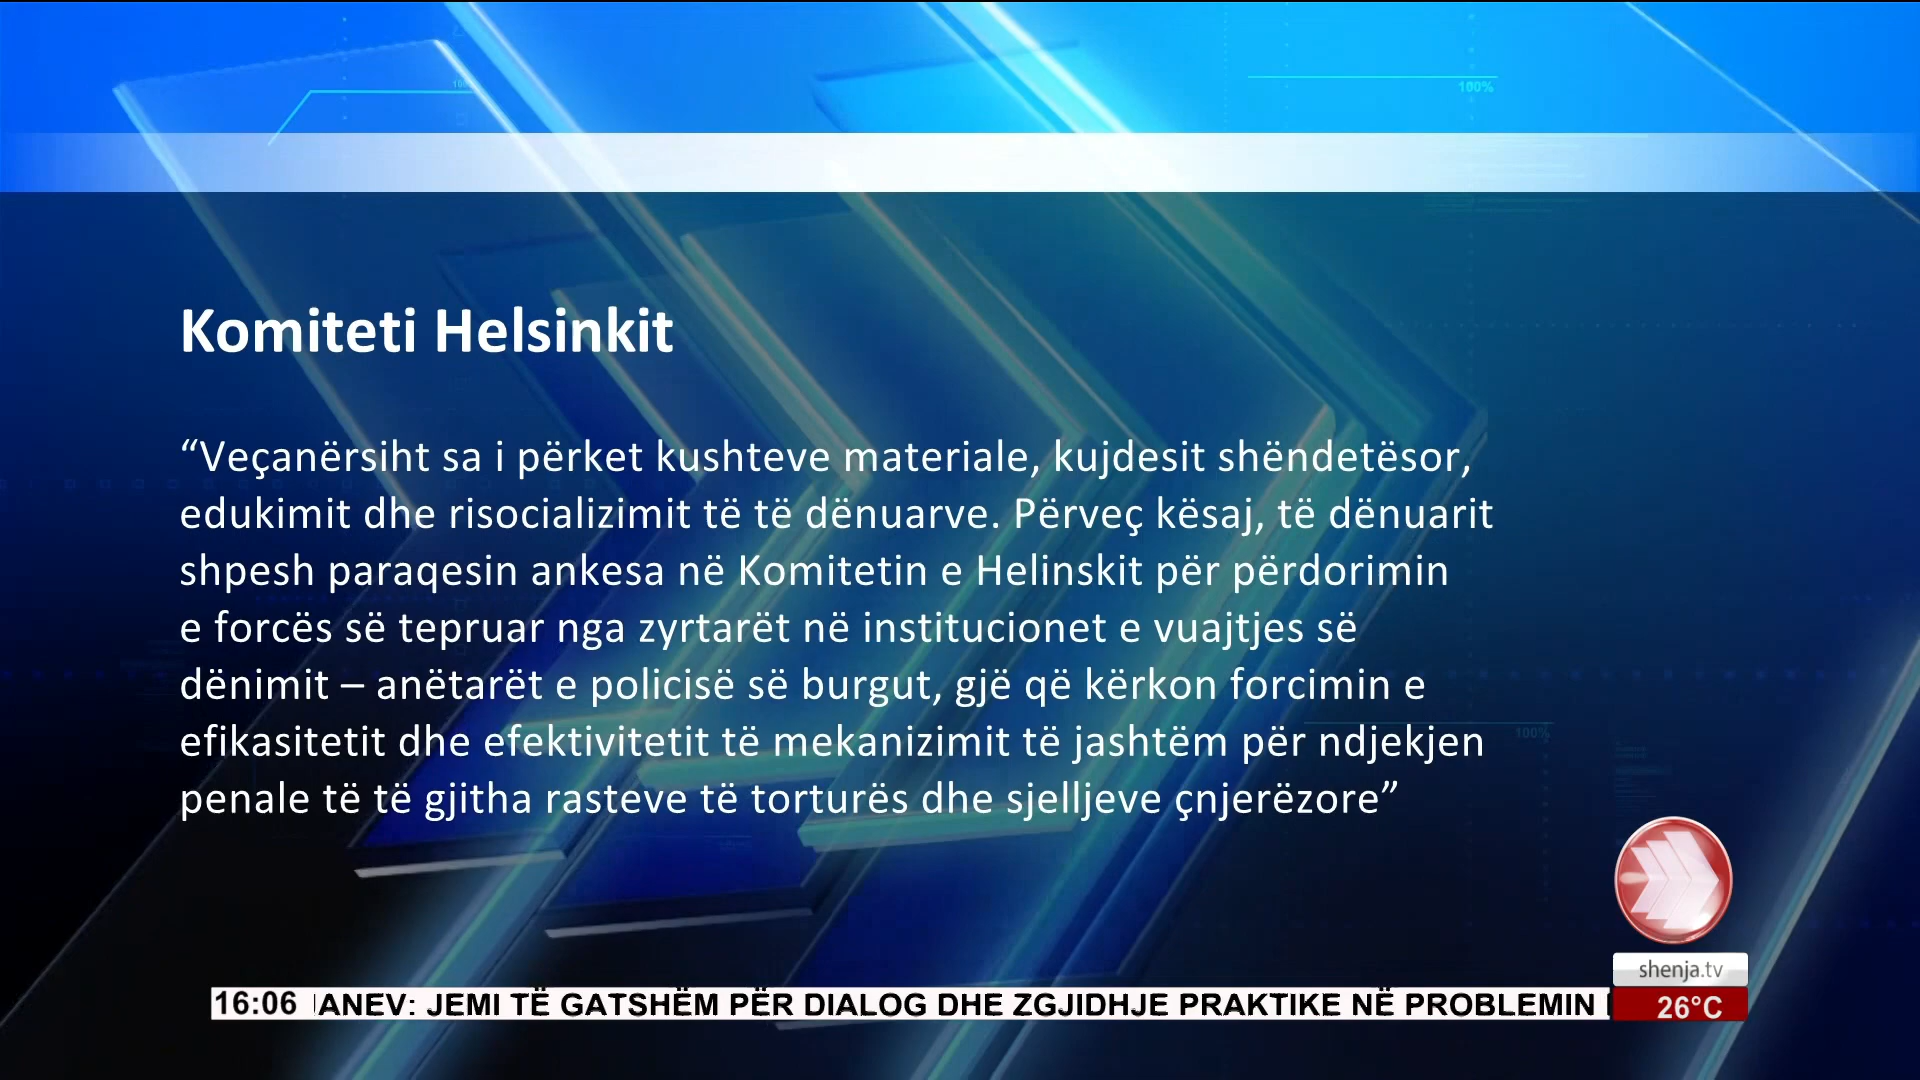 100%
100%
Komiteti Helsinkit
“Veçanërsiht sa i përket kushteve materiale, kujdesit shëndetësor,
edukimit dhe risocializimit të të dënuarve. Përveç kësaj, të dënuarit
shpesh paraqesin ankesa në Komitetin e Helinskit për përdorimin
e forcës së tepruar nga zyrtarët në institucionet e vuajtjes së
dënimit – anëtarët e policisë së burgut, gjë që kërkon forcimin e
efikasitetit dhe efektivitetit të mekanizimit të jashtëm për ndjekjen
100%
penale të të gjitha rasteve të torturës dhe sjelljeve çnjerëzore”
shenja.tv
16:06 ANEV: JEMI TË GATSHËM PËR DIALOG DHE ZGJIDHJE PRAKTIKE NË PROBLEMIN
26°C